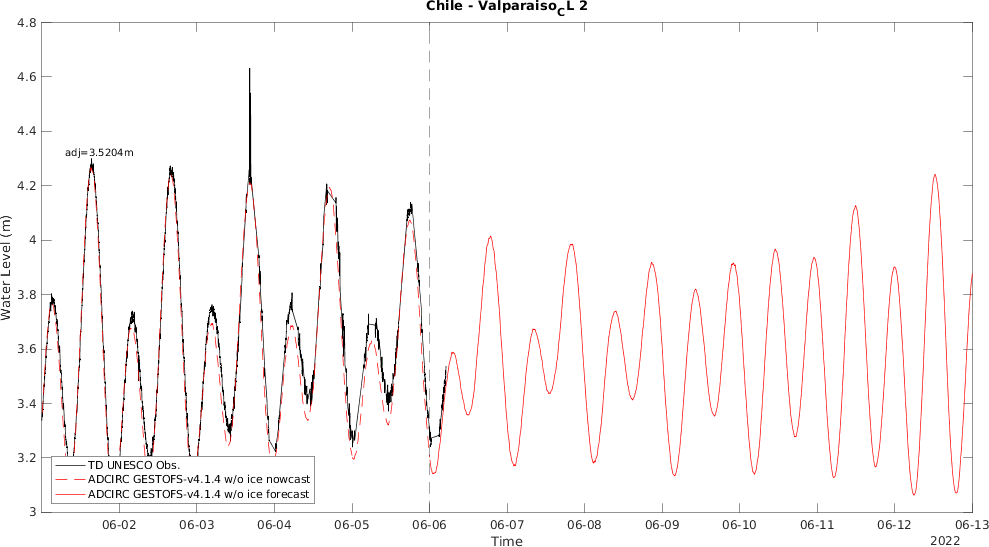 Chile - Valparaiso_CL 2
Water Level (m)
4.8
4.6
4.4
4.2
4
3.8
3.6
3.4
3.2
3
adj=3.5204m
TD UNESCO Obs.
ADCIRC GESTOFS-v4.1.4 w/o ice nowcast
ADCIRC GESTOFS-v4.1.4 w/o ice forecast
06-02 06-03 06-04 06-05 06-06 06-07 06-08 06-09 06-10 06-11 06-12 06-13
Time
2022